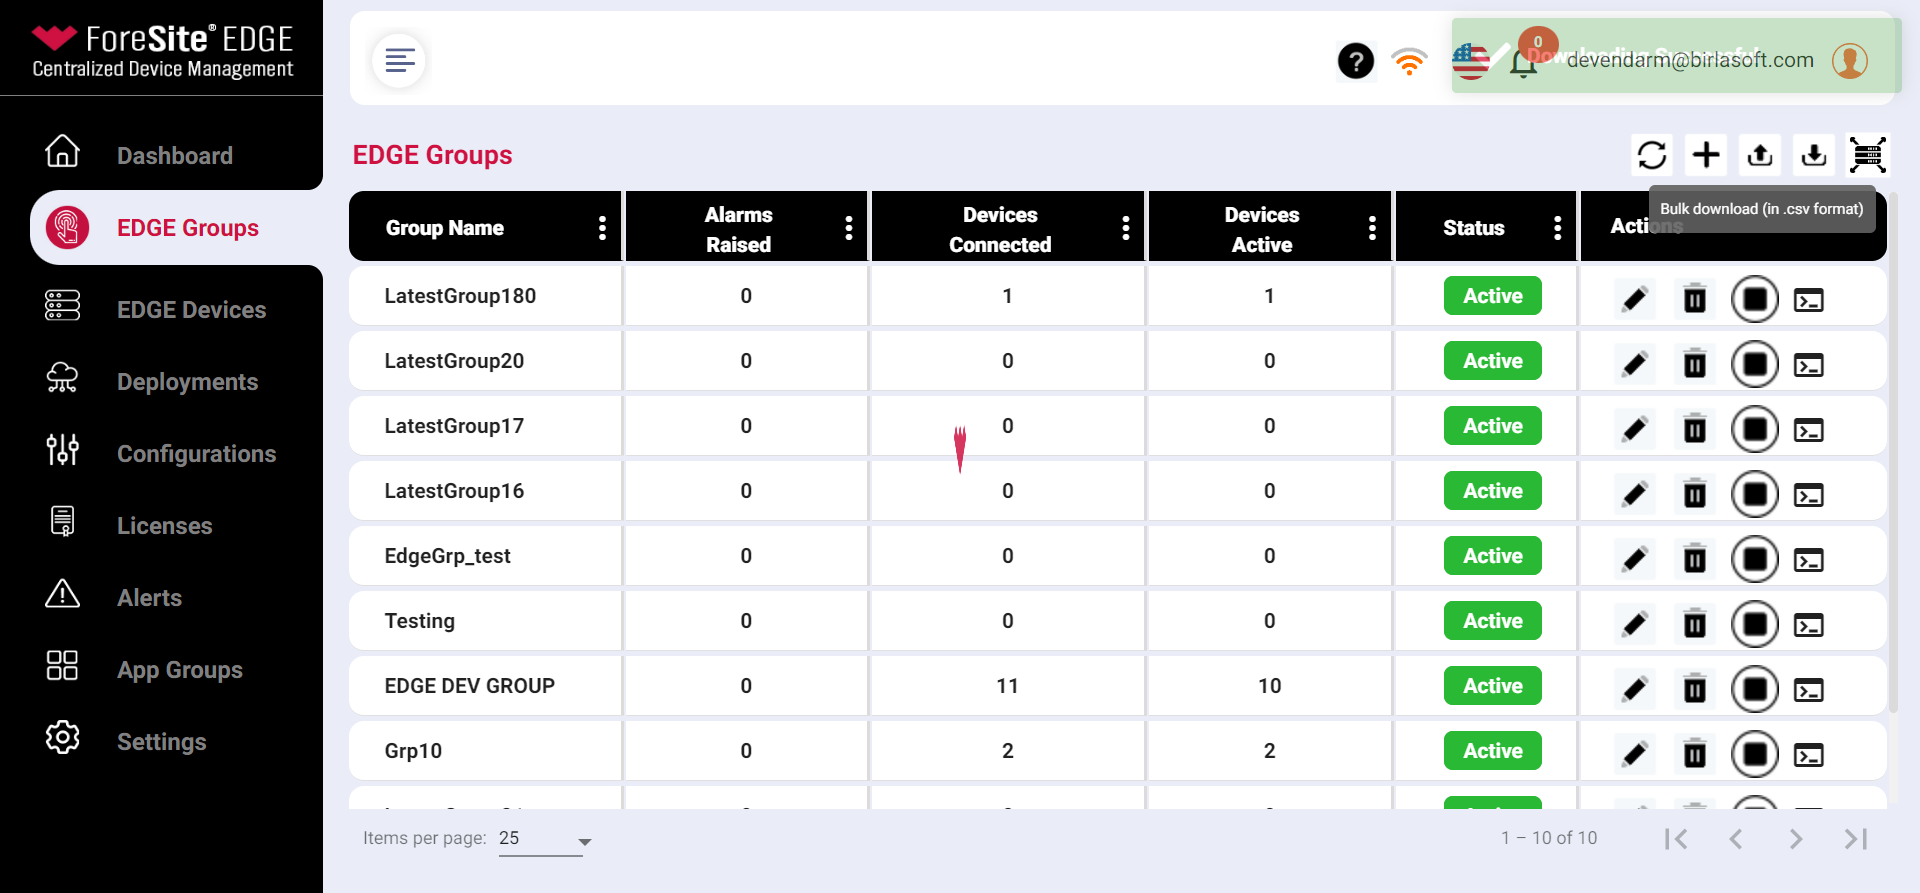 ForeSite® EDGE
Centralized Device Management
Dashboard
EDGE Groups
EDGE Devices
Deployments
Configurations
Licenses
Alerts
App Groups
Settings
?
0
Downloading Successful
devendarm@birlasoft.com
EDGE Groups
Bulk download (in .csv format)
Group Name
Alarms
Raised
Devices
Connected
Devices
Active
Status
Actions
LatestGroup180 0 1 1 Active
LatestGroup20 0 0 0 Active
LatestGroup17 0 0 0 Active
LatestGroup16 0 0 0 Active
EdgeGrp_test 0 0 0 Active
Testing 0 0 0 Active
EDGE DEV GROUP 0 11 10 Active
Grp10 0 2 2 Active
Items per page: 25
1 – 10 of 10